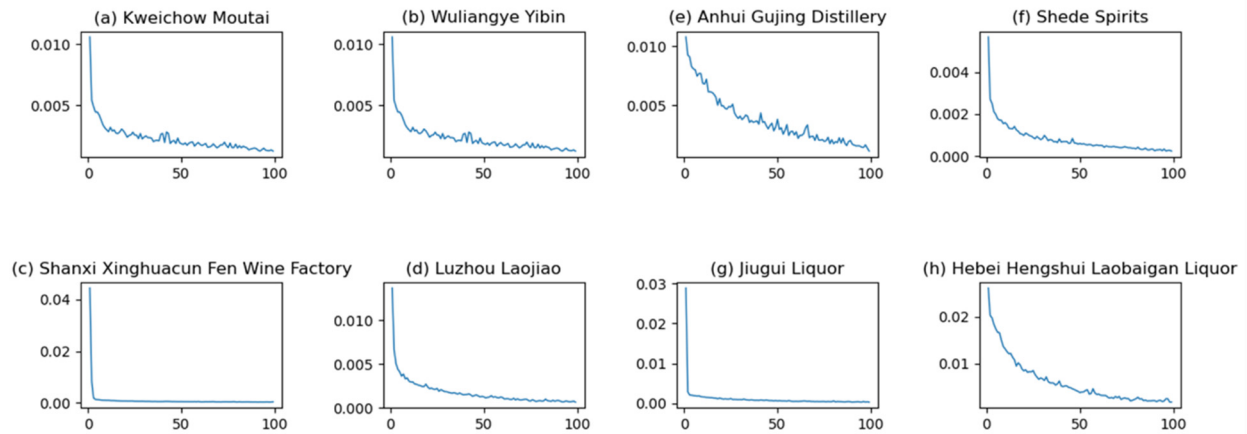 (a) Kweichow Moutai
0.010
0.005
0 50 100
(b) Wuliangye Yibin
0.010
0.005
0 50 100
(e) Anhui Gujing Distillery
0.010
0.005
0 50 100
(f) Shede Spirits
0.004
0.002
0.000
0 50 100
(c) Shanxi Xinghuacun Fen Wine Factory
0.04
0.02
0.00
0 50 100
(d) Luzhou Laojiao
0.010
0.005
0.000
0 50 100
(g) Jiugui Liquor
0.03
0.02
0.01
0.00
0 50 100
(h) Hebei Hengshui Laobaigan Liquor
0.02
0.01
0 50 100